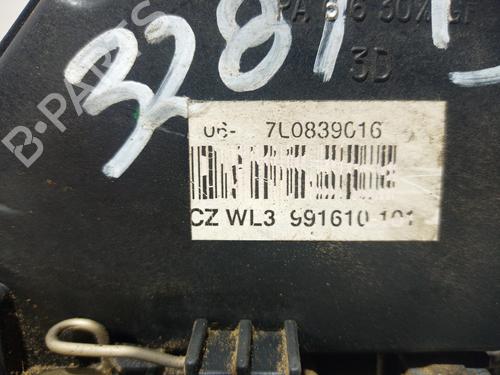 PA 6/6 30% GF
3D
3281
06- 7L0839016
CZ WL3 991610 101
B-PARTS